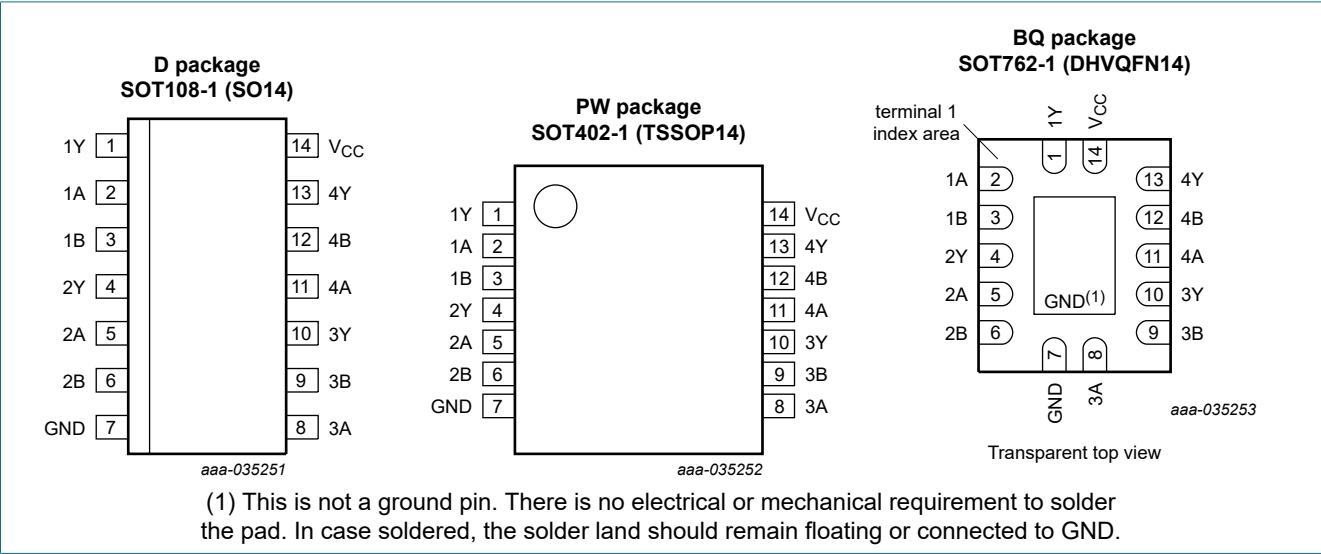 D package
SOT108-1 (SO14)
1Y 1
14 VCC
1A 2
13 4Y
1B 3
12 4B
2Y 4
11 4A
2A 5
10 3Y
2B 6
9 3B
GND 7
8 3A
aaa-035251
PW package
SOT402-1 (TSSOP14)
1Y 1
14 VCC
1A 2
13 4Y
1B 3
12 4B
2Y 4
11 4A
2A 5
10 3Y
2B 6
9 3B
GND 7
8 3A
aaa-035252
BQ package
SOT762-1 (DHVQFN14)
terminal 1
index area
1Y
VCC
1
14
1A 2
13 4Y
1B 3
12 4B
2Y 4
11 4A
2A 5
10 3Y
2B 6
9 3B
GND(1)
7
8
GND
3A
aaa-035253
Transparent top view
(1) This is not a ground pin. There is no electrical or mechanical requirement to solder
the pad. In case soldered, the solder land should remain floating or connected to GND.